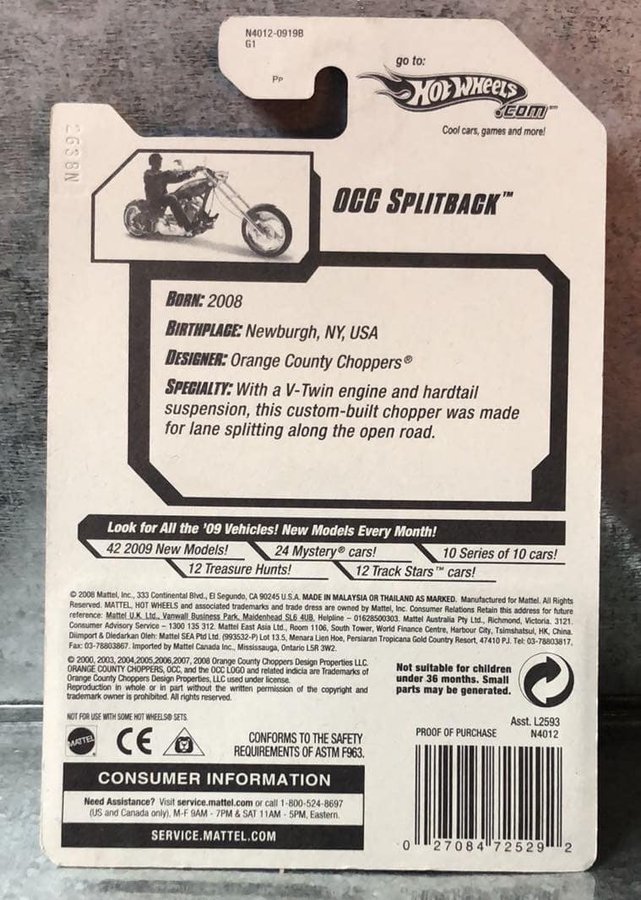 N4012-0919B
G1
PP
go to:
HOT WHEELS
.COM™
Cool cars, games and more!
2638N
OCC SPLITBACK™
BORN: 2008
BIRTHPLACE: Newburgh, NY, USA
DESIGNER: Orange County Choppers®
SPECIALTY: With a V-Twin engine and hardtail
suspension, this custom-built chopper was made
for lane splitting along the open road.
Look for All the '09 Vehicles! New Models Every Month!
42 2009 New Models! 24 Mystery® cars! 10 Series of 10 cars!
12 Treasure Hunts! 12 Track Stars™ cars!
© 2008 Mattel, Inc., 333 Continental Blvd., El Segundo, CA 90245 U.S.A. MADE IN MALAYSIA OR THAILAND AS MARKED. Manufactured for Mattel. All Rights
Reserved. MATTEL, HOT WHEELS and associated trademarks and trade dress are owned by Mattel, Inc. Consumer Relations Retain this address for future
reference: Mattel U.K. Ltd., Vanwall Business Park, Maidenhead SL6 4UB. Helpline – 01628500303. Mattel Australia Pty Ltd., Richmond, Victoria. 3121.
Consumer Advisory Service – 1300 135 312. Mattel East Asia Ltd., Room 1106, South Tower, World Finance Centre, Harbour City, Tsimshatsui, HK, China.
Diimport & Diedarkan Oleh: Mattel SEA Ptd Ltd. (993532-P) Lot 13.5, Menara Lien Hoe, Persiaran Tropicana Golf Country Resort, 47410 PJ. Tel: 03-78803817,
Fax: 03-78803867. Imported by Mattel Canada Inc., Mississauga, Ontario L5R 3W2.
© 2000, 2003, 2004,2005,2006,2007, 2008 Orange County Choppers Design Properties LLC.
ORANGE COUNTY CHOPPERS, OCC, and the OCC LOGO and related indicia are Trademarks of
Orange County Choppers Design Properties, LLC used under license.
Reproduction in whole or in part without the written permission of the copyright and
trademark owner is prohibited. All rights reserved.
Not suitable for children
under 36 months. Small
parts may be generated.
NOT FOR USE WITH SOME HOT WHEELS® SETS.
Asst. L2593
PROOF OF PURCHASE N4012
MATTEL
CE
CONFORMS TO THE SAFETY
REQUIREMENTS OF ASTM F963.
CONSUMER INFORMATION
Need Assistance? Visit service.mattel.com or call 1-800-524-8697
(US and Canada only), M-F 9AM - 7PM & SAT 11AM - 5PM, Eastern.
SERVICE.MATTEL.COM
0 27084 72529 2